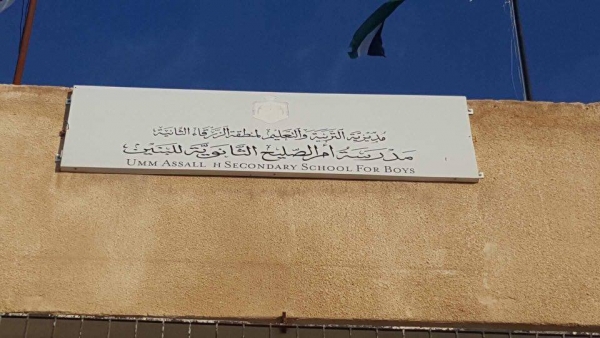 مديرية التربية والتعليم لمنطقة الزرقاء الثانية
مدرسة أم الصليح الثانوية للبنين
UMM ASSALL H SECONDARY SCHOOL FOR BOYS